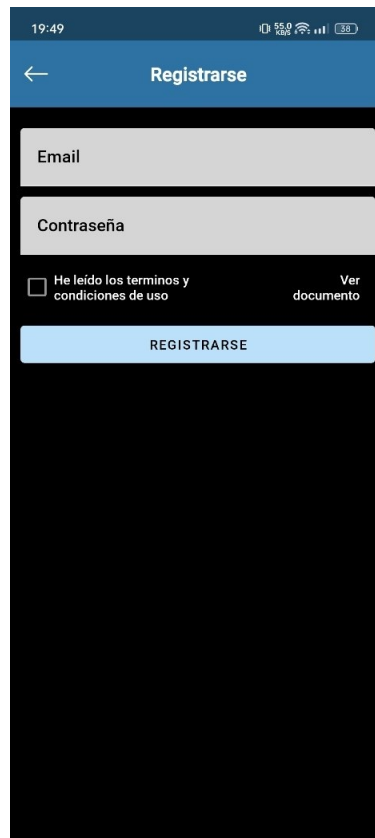 19:49 55.0 KB/S 38
Registrarse
Email
Contraseña
He leído los terminos y
condiciones de uso
Ver
documento
REGISTRARSE